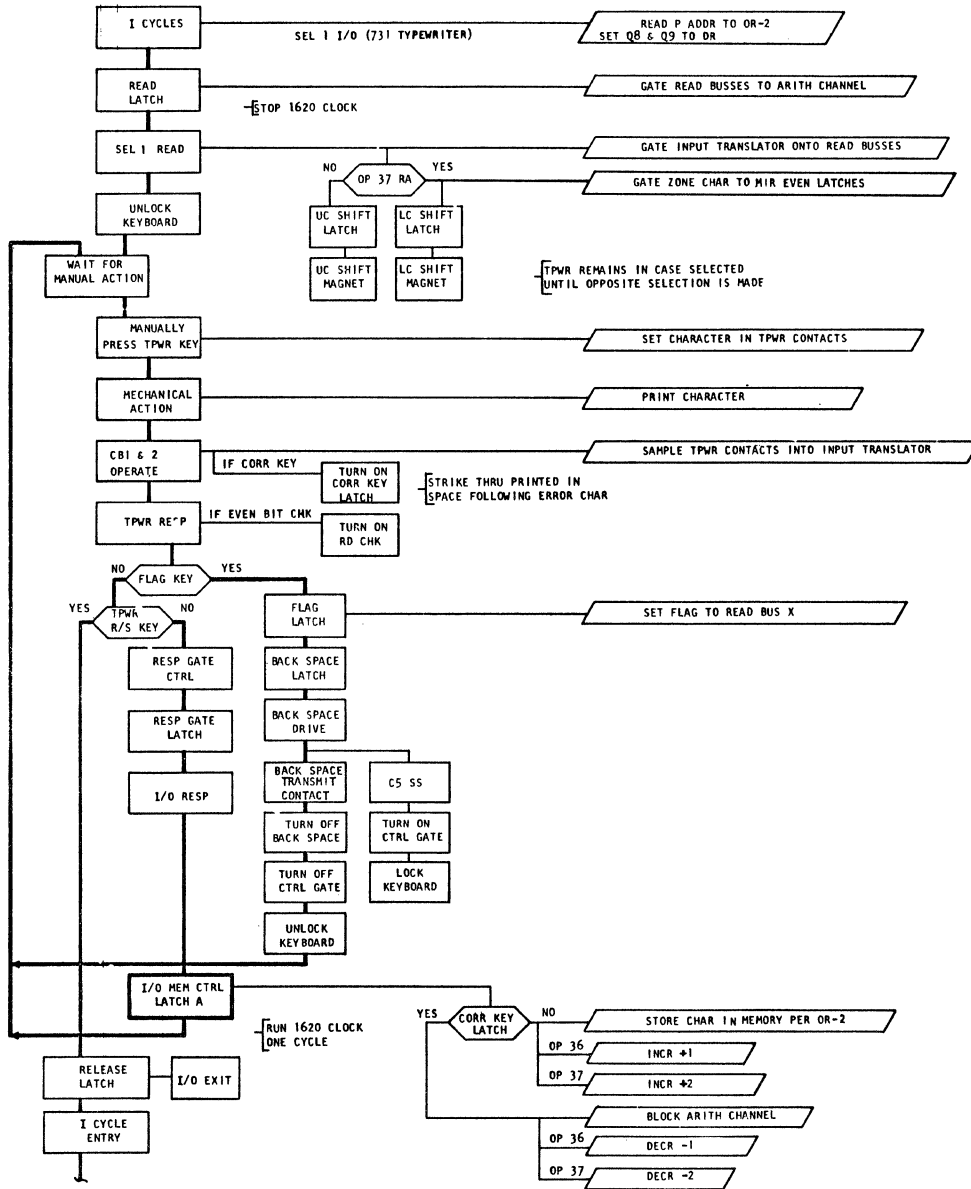 I CYCLES
SEL 1 I/O (731 TYPEWRITER)
READ P ADDR TO OR-2
SET Q8 & Q9 TO DR
READ
LATCH
GATE READ BUSSES TO ARITH CHANNEL
STOP 1620 CLOCK
SEL 1 READ
GATE INPUT TRANSLATOR ONTO READ BUSSES
NO
OP 37 RA
YES
GATE ZONE CHAR TO MIR EVEN LATCHES
UNLOCK
KEYBOARD
UC SHIFT
LATCH
LC SHIFT
LATCH
WAIT FOR
MANUAL ACTION
UC SHIFT
MAGNET
LC SHIFT
MAGNET
TPWR REMAINS IN CASE SELECTED
UNTIL OPPOSITE SELECTION IS MADE
MANUALLY
PRESS TPWR KEY
SET CHARACTER IN TPWR CONTACTS
MECHANICAL
ACTION
PRINT CHARACTER
CB1 & 2
OPERATE
SAMPLE TPWR CONTACTS INTO INPUT TRANSLATOR
IF CORR KEY
TURN ON
CORR KEY
LATCH
STRIKE THRU PRINTED IN
SPACE FOLLOWING ERROR CHAR
TPWR RESP
IF EVEN BIT CHK
TURN ON
RD CHK
NO
FLAG KEY
YES
YES
TPWR
R/S KEY
NO
FLAG
LATCH
SET FLAG TO READ BUS X
RESP GATE
CTRL
BACK SPACE
LATCH
RESP GATE
LATCH
BACK SPACE
DRIVE
I/O RESP
BACK SPACE
TRANSMIT
CONTACT
C5 SS
TURN OFF
BACK SPACE
TURN ON
CTRL GATE
TURN OFF
CTRL GATE
LOCK
KEYBOARD
UNLOCK
KEYBOARD
I/O MEM CTRL
LATCH A
YES
CORR KEY
LATCH
NO
STORE CHAR IN MEMORY PER OR-2
RUN 1620 CLOCK
ONE CYCLE
OP 36
INCR +1
RELEASE
LATCH
I/O EXIT
OP 37
INCR +2
I CYCLE
ENTRY
BLOCK ARITH CHANNEL
OP 36
DECR -1
OP 37
DECR -2